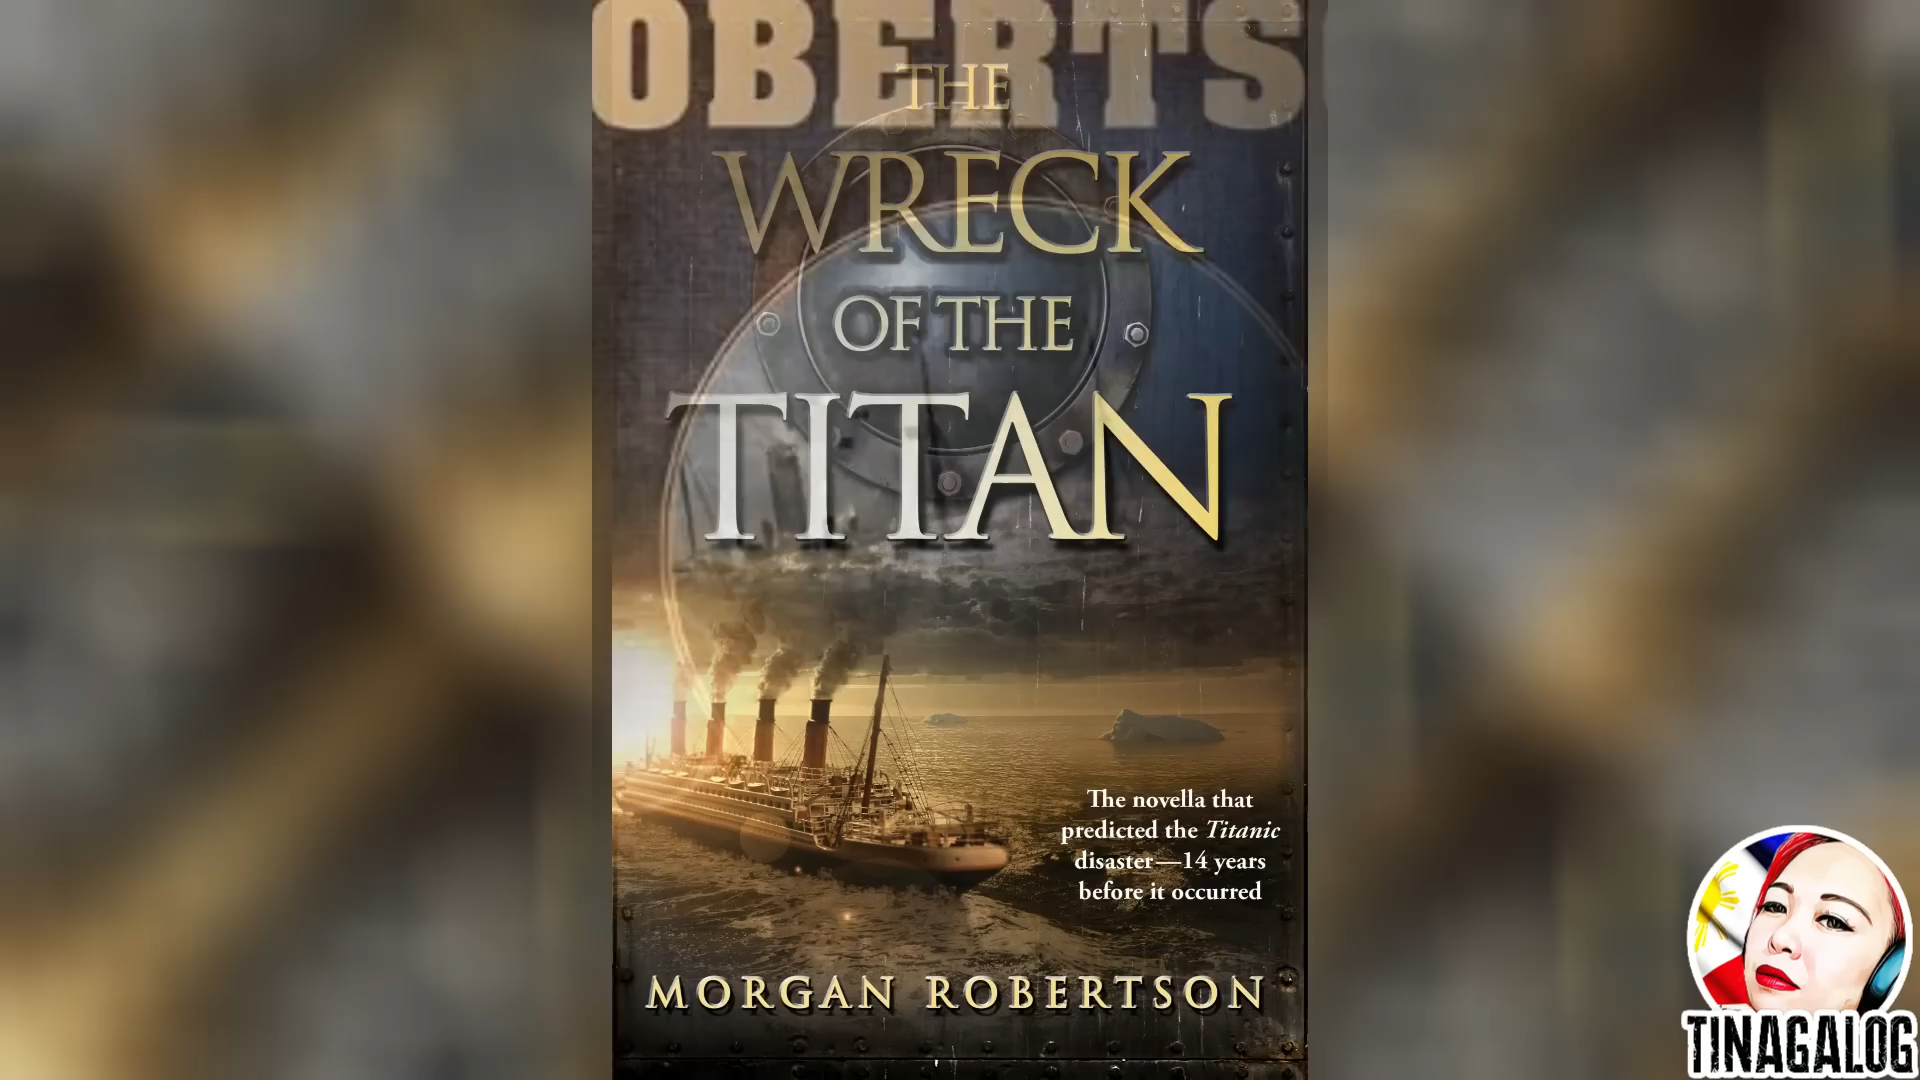 OBERTS
THE
WRECK
OF THE
TITAN
The novella that
predicted the Titanic
disaster—14 years
before it occurred
MORGAN ROBERTSON
TINAGALOG